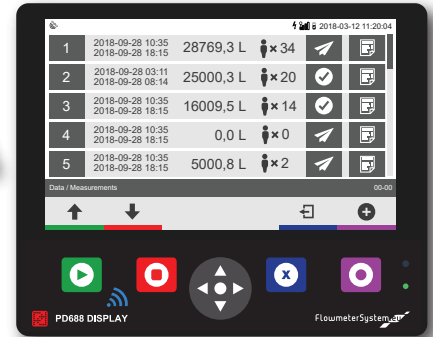 2018-03-12 11:20:04
1 2018-09-28 10:35 28769,3 L ×34
2018-09-28 18:15
2 2018-09-28 03:11 25000,3 L ×20
2018-09-28 08:14
3 2018-09-28 10:35 16009,5 L ×14
2018-09-28 18:15
4 2018-09-28 10:35 0,0 L ×0
2018-09-28 18:15
5 2018-09-28 10:35 5000,8 L ×2
2018-09-28 18:15
Data / Measurements 00-00
x
PD688 DISPLAY FlowmeterSystem.eu